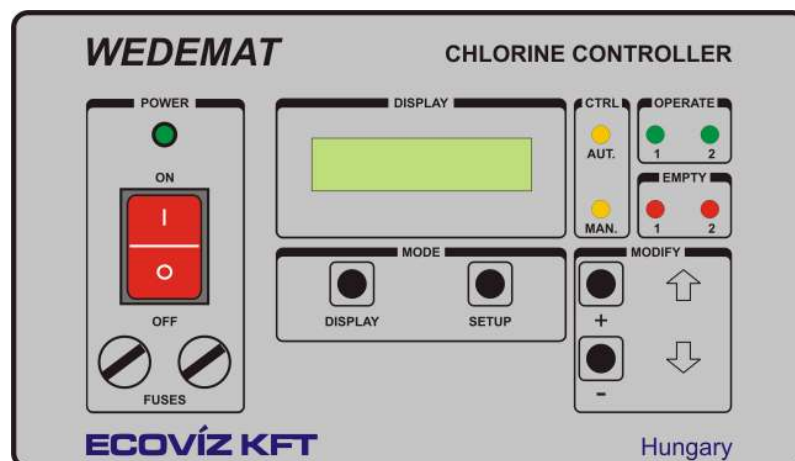 WEDEMAT
CHLORINE CONTROLLER
POWER
ON
I
O
OFF
FUSES
DISPLAY
CTRL
AUT.
MAN.
OPERATE
1 2
EMPTY
1 2
MODE
DISPLAY SETUP
MODIFY
+
-
ECOVÍZ KFT
Hungary